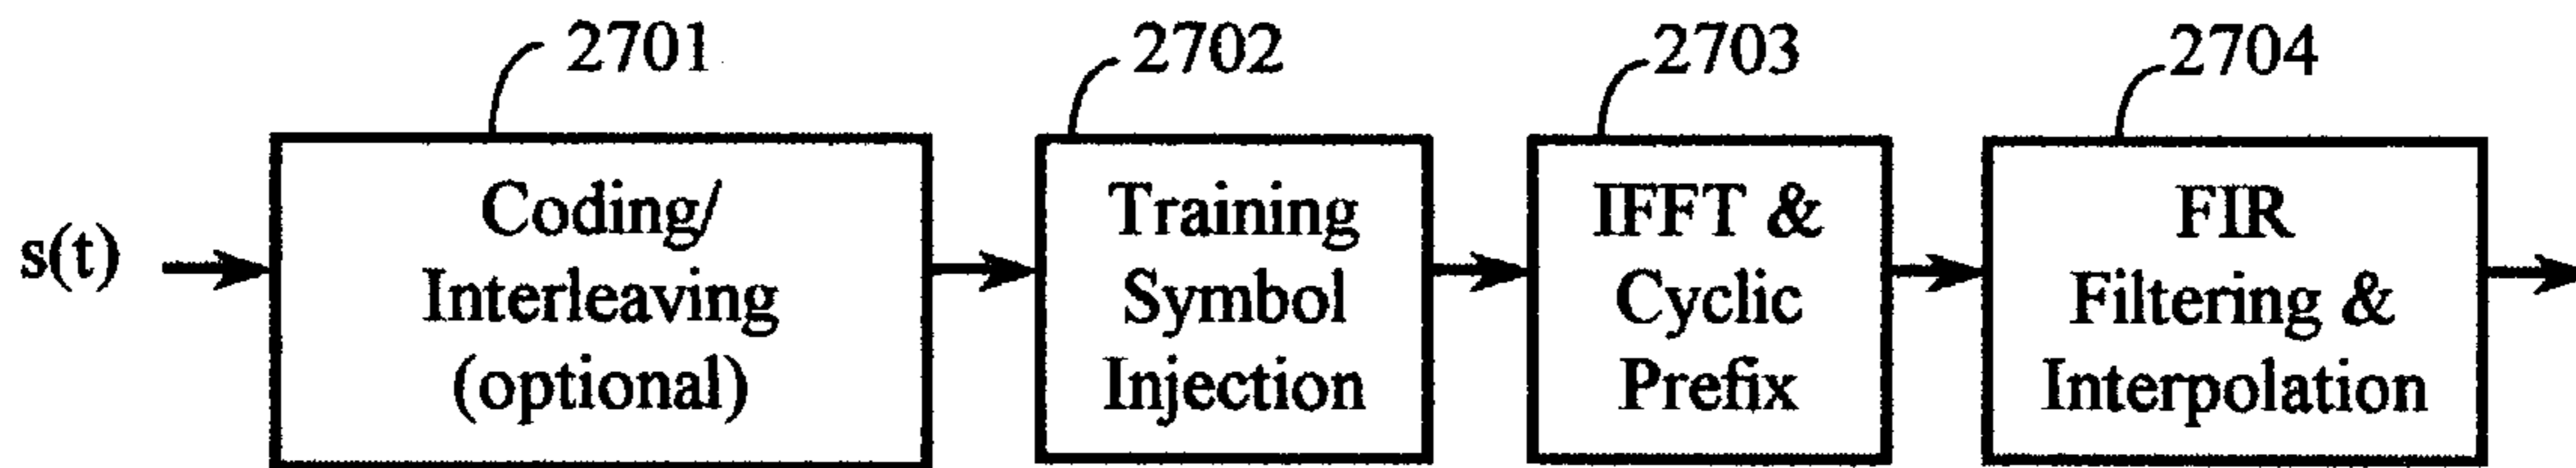 2701
2702
2703
2704
s(t)
Coding/
Interleaving
(optional)
Training
Symbol
Injection
IFFT &
Cyclic
Prefix
FIR
Filtering &
Interpolation